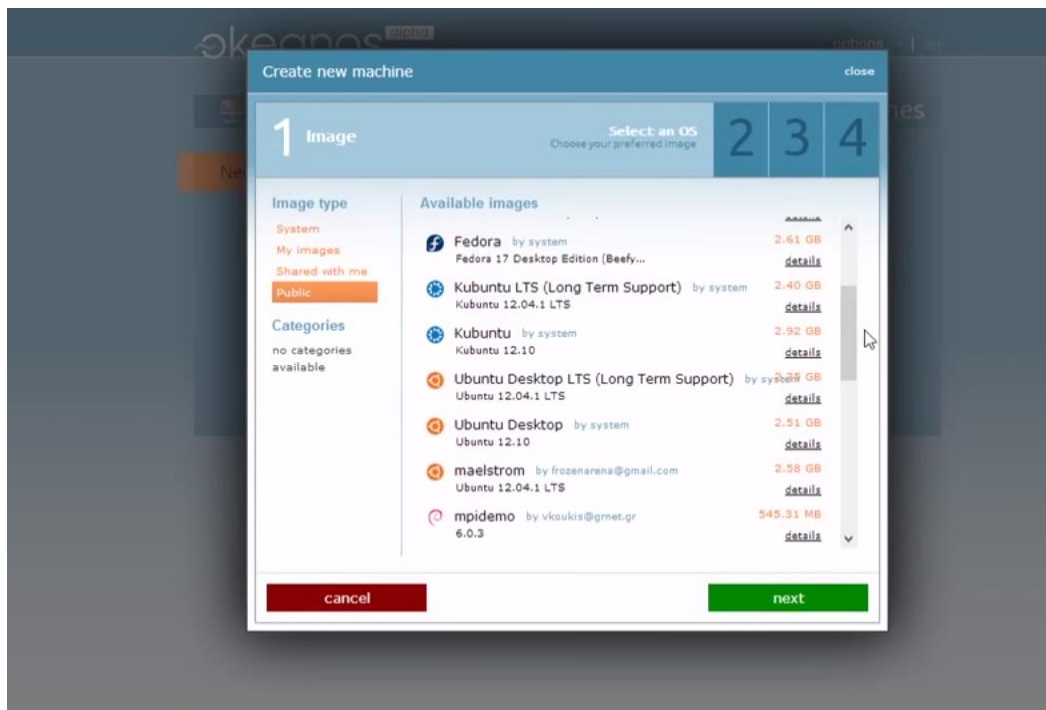 okeanos alpha
options
Create new machine close
1 Image Select an OS 2 3 4
Choose your preferred image
Image type
System
My images
Shared with me
Public
Categories
no categories
available
Available images
details
Fedora by system 2.61 GB
Fedora 17 Desktop Edition (Beefy... details
Kubuntu LTS (Long Term Support) by system 2.40 GB
Kubuntu 12.04.1 LTS details
Kubuntu by system 2.92 GB
Kubuntu 12.10 details
Ubuntu Desktop LTS (Long Term Support) by system GB
Ubuntu 12.04.1 LTS details
Ubuntu Desktop by system 2.51 GB
Ubuntu 12.10 details
maelstrom by frozenarena@gmail.com 2.58 GB
Ubuntu 12.04.1 LTS details
mpidemo by vkoukis@grnet.gr 545.31 MB
6.0.3 details
cancel next